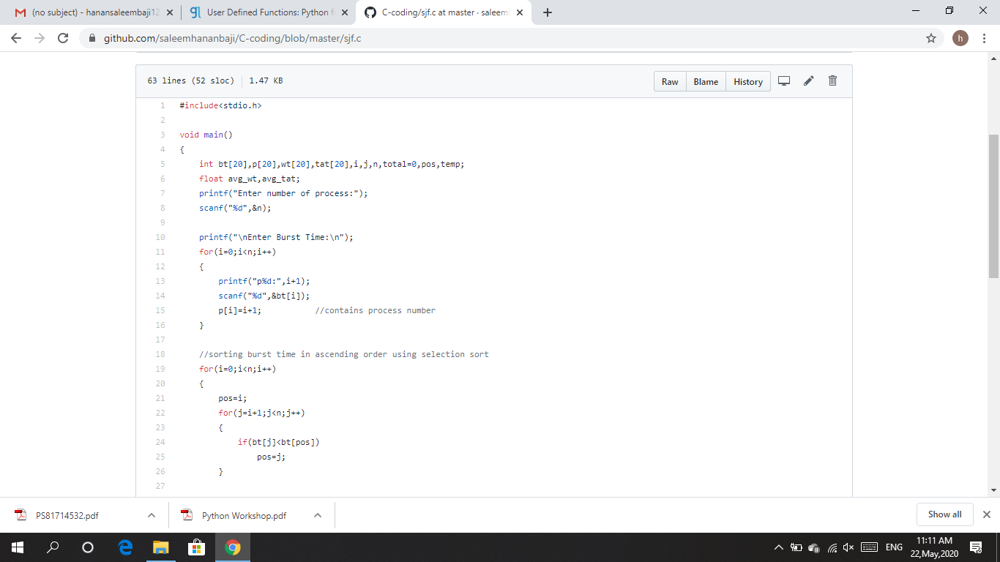 (no subject) - hanansaleembaji12
User Defined Functions: Python f
C-coding/sjf.c at master · saleem
github.com/saleemhananbaji/C-coding/blob/master/sjf.c
h
63 lines (52 sloc) 1.47 KB
Raw Blame History
1 #include<stdio.h>
2
3 void main()
4 {
5 int bt[20],p[20],wt[20],tat[20],i,j,n,total=0,pos,temp;
6 float avg_wt,avg_tat;
7 printf("Enter number of process:");
8 scanf("%d",&n);
9
10 printf("\nEnter Burst Time:\n");
11 for(i=0;i<n;i++)
12 {
13 printf("p%d:",i+1);
14 scanf("%d",&bt[i]);
15 p[i]=i+1; //contains process number
16 }
17
18 //sorting burst time in ascending order using selection sort
19 for(i=0;i<n;i++)
20 {
21 pos=i;
22 for(j=i+1;j<n;j++)
23 {
24 if(bt[j]<bt[pos])
25 pos=j;
26 }
27
PS81714532.pdf
Python Workshop.pdf
Show all
ENG
11:11 AM
22,May,2020